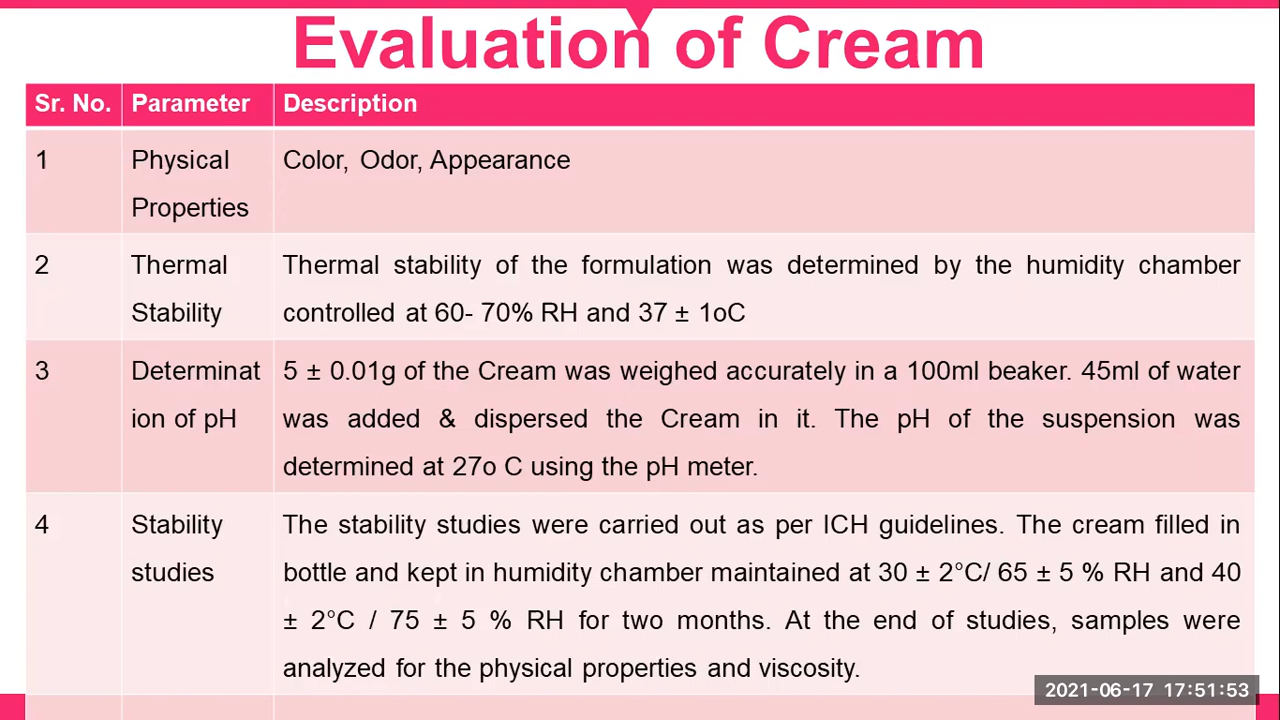 Evaluation of Cream
Sr. No. Parameter Description
1 Physical Properties Color, Odor, Appearance
2 Thermal Stability Thermal stability of the formulation was determined by the humidity chamber
controlled at 60- 70% RH and 37 ± 1oC
3 Determinat
ion of pH 5 ± 0.01g of the Cream was weighed accurately in a 100ml beaker. 45ml of water
was added & dispersed the Cream in it. The pH of the suspension was
determined at 27o C using the pH meter.
4 Stability
studies The stability studies were carried out as per ICH guidelines. The cream filled in
bottle and kept in humidity chamber maintained at 30 ± 2°C/ 65 ± 5 % RH and 40
± 2°C / 75 ± 5 % RH for two months. At the end of studies, samples were
analyzed for the physical properties and viscosity.
2021-06-17 17:51:53